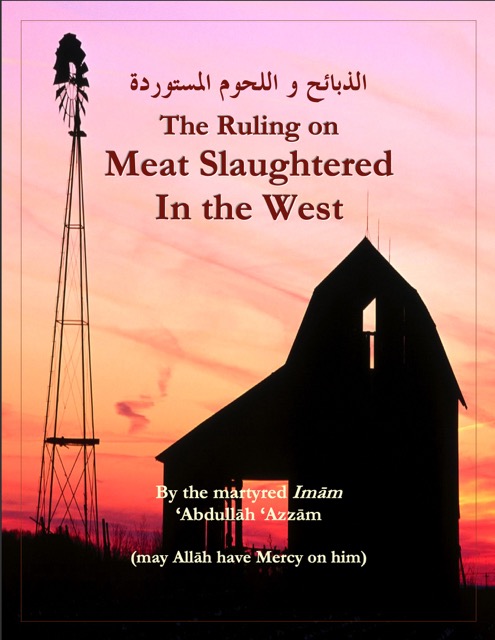 الذبائح و اللحوم المستوردة
The Ruling on
Meat Slaughtered
In the West
By the martyred Imām
‘Abdullāh ‘Azzām
(may Allāh have Mercy on him)